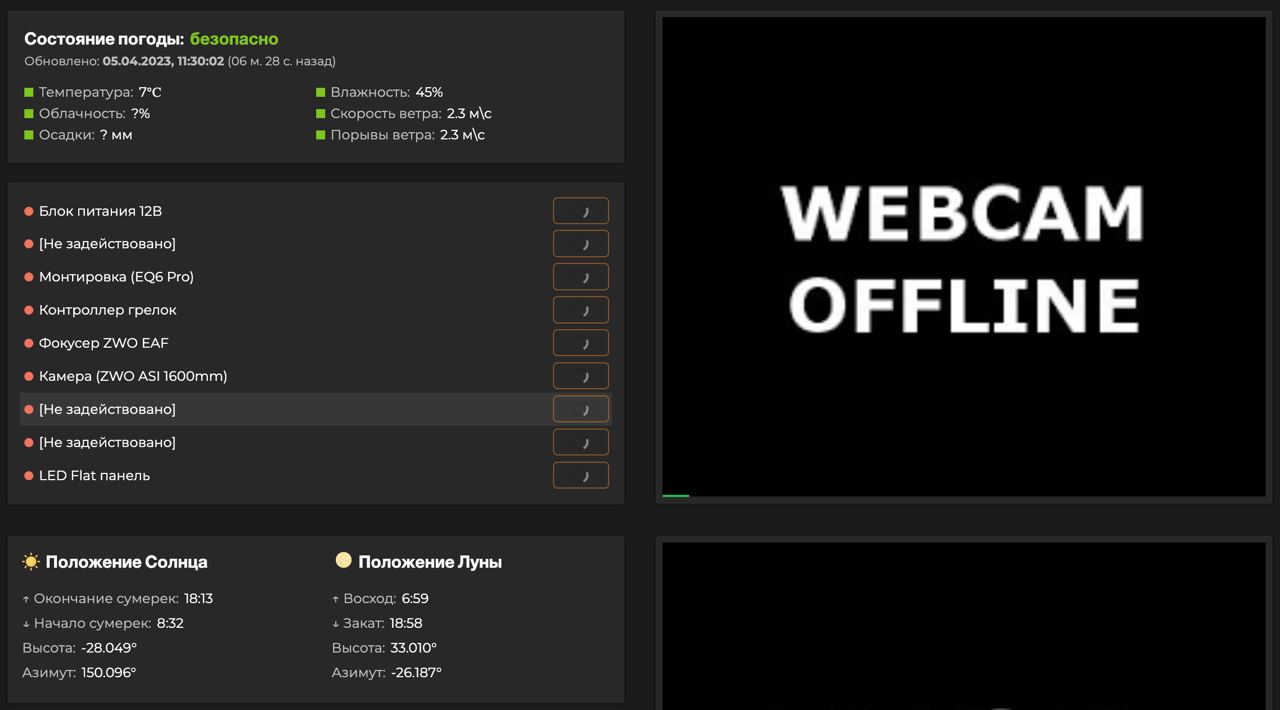 Состояние погоды: безопасно
Обновлено: 05.04.2023, 11:30:02 (06 м. 28 с. назад)
Температура: 7°C
Влажность: 45%
Облачность: ?%
Скорость ветра: 2.3 м\с
Осадки: ? мм
Порывы ветра: 2.3 м\с
Блок питания 12В
[Не задействовано]
Монтировка (EQ6 Pro)
Контроллер грелок
Фокусер ZWO EAF
Камера (ZWO ASI 1600mm)
[Не задействовано]
[Не задействовано]
LED Flat панель
WEBCAM
OFFLINE
Положение Солнца
↑ Окончание сумерек: 18:13
↓ Начало сумерек: 8:32
Высота: -28.049°
Азимут: 150.096°
Положение Луны
↑ Восход: 6:59
↓ Закат: 18:58
Высота: 33.010°
Азимут: -26.187°